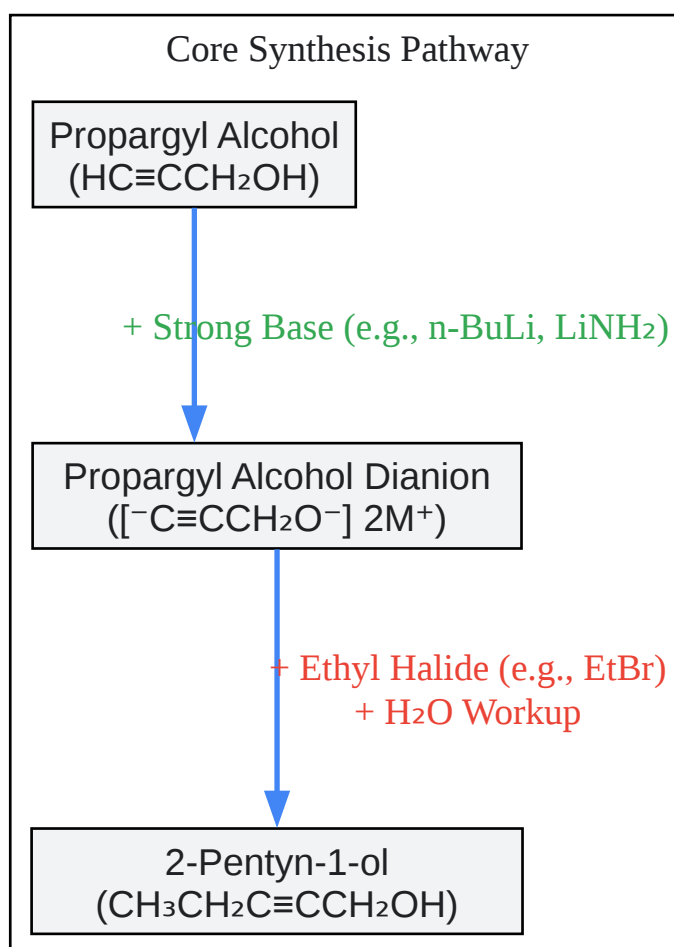 Core Synthesis Pathway
Propargyl Alcohol
(HC≡CCH₂OH)
+ Strong Base (e.g., n-BuLi, LiNH₂)
Propargyl Alcohol Dianion
([⁻C≡CCH₂O⁻] 2M⁺)
+ Ethyl Halide (e.g., EtBr)
+ H₂O Workup
2-Pentyn-1-ol
(CH₃CH₂C≡CCH₂OH)